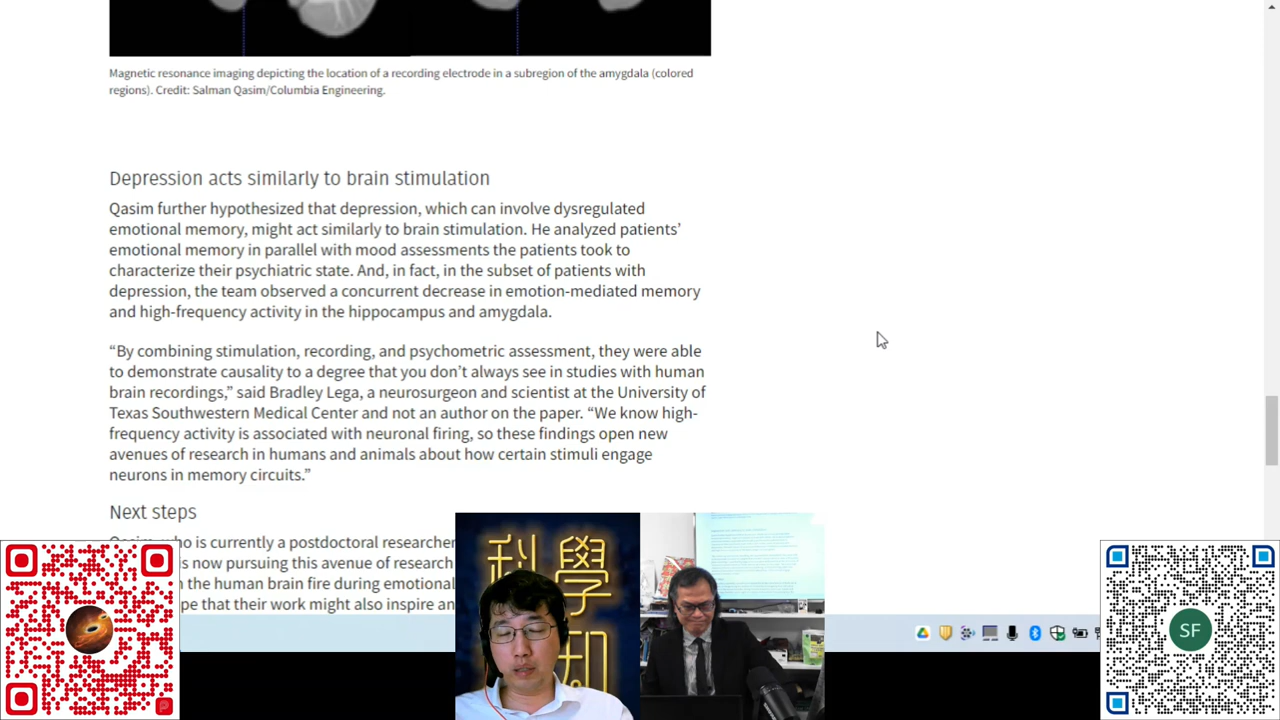 Magnetic resonance imaging depicting the location of a recording electrode in a subregion of the amygdala (colored
regions). Credit: Salman Qasim/Columbia Engineering.
Depression acts similarly to brain stimulation
Qasim further hypothesized that depression, which can involve dysregulated
emotional memory, might act similarly to brain stimulation. He analyzed patients’
emotional memory in parallel with mood assessments the patients took to
characterize their psychiatric state. And, in fact, in the subset of patients with
depression, the team observed a concurrent decrease in emotion-mediated memory
and high-frequency activity in the hippocampus and amygdala.
“By combining stimulation, recording, and psychometric assessment, they were able
to demonstrate causality to a degree that you don’t always see in studies with human
brain recordings,” said Bradley Lega, a neurosurgeon and scientist at the University of
Texas Southwestern Medical Center and not an author on the paper. “We know high-
frequency activity is associated with neuronal firing, so these findings open new
avenues of research in humans and animals about how certain stimuli engage
neurons in memory circuits.”
Next steps
Qasim, who is currently a postdoctoral researcher
is now pursuing this avenue of research
the human brain fire during emotional
that their work might also inspire
學
SF